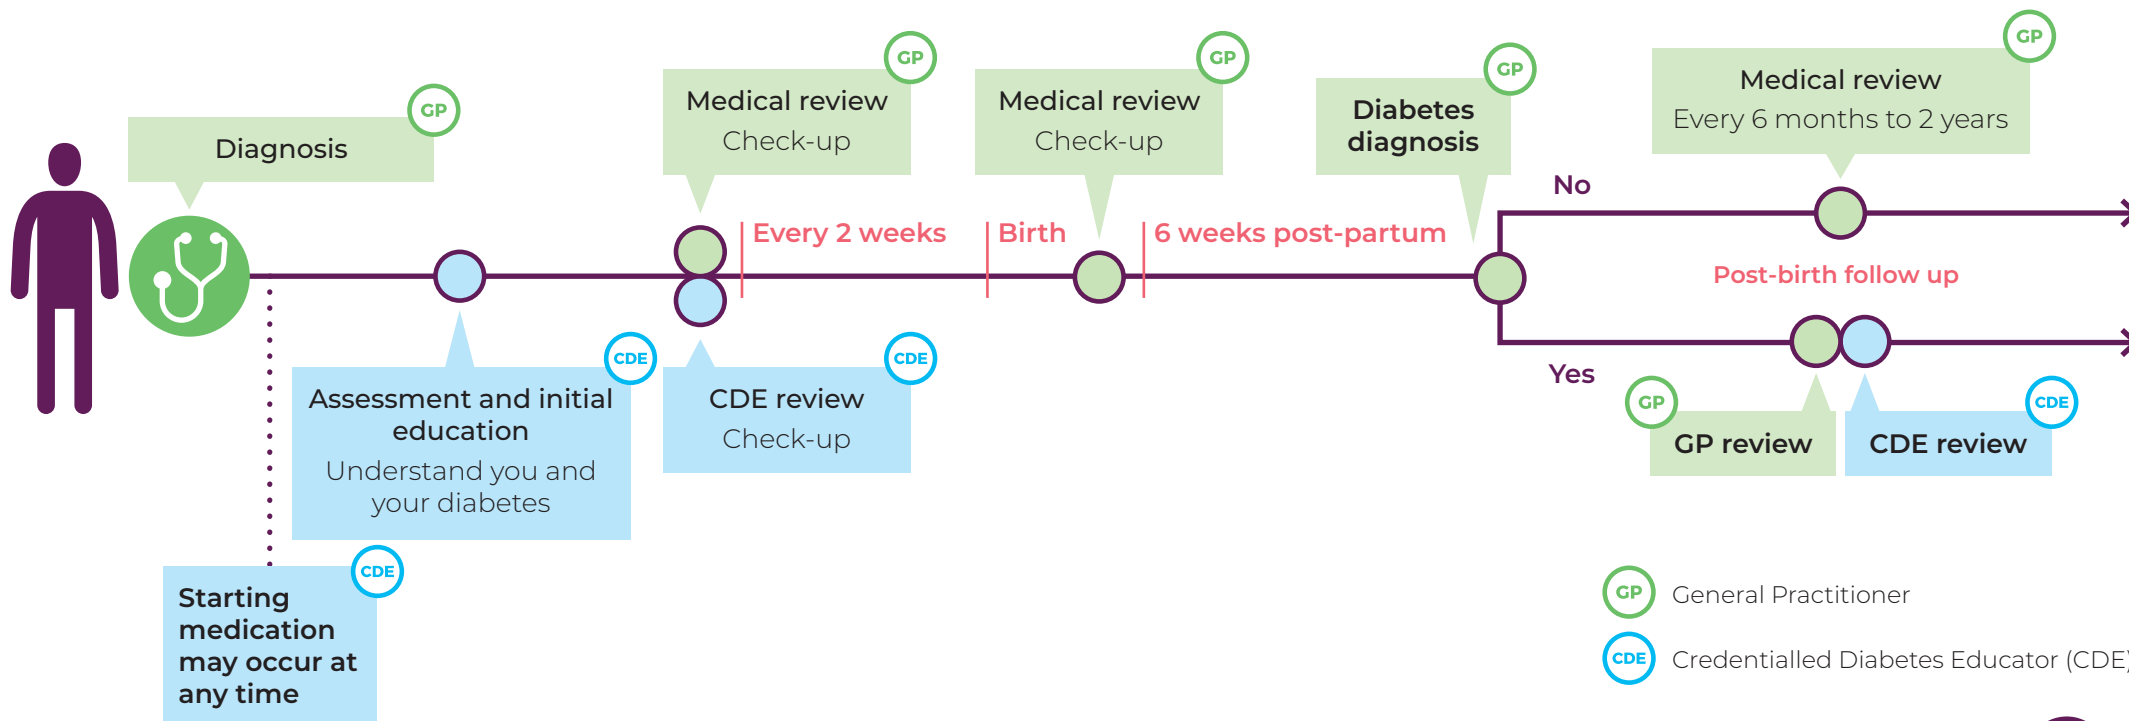 GP
Diagnosis
GP
Medical review
Check-up
GP
Medical review
Check-up
GP
Diabetes
diagnosis
GP
Medical review
Every 6 months to 2 years
No
Every 2 weeks
Birth
6 weeks post-partum
Post-birth follow up
Yes
CDE
Assessment and initial
education
Understand you and
your diabetes
CDE
CDE review
Check-up
GP
GP review
CDE
CDE review
CDE
Starting
medication
may occur at
any time
GP
General Practitioner
CDE
Credentialled Diabetes Educator (CDE)